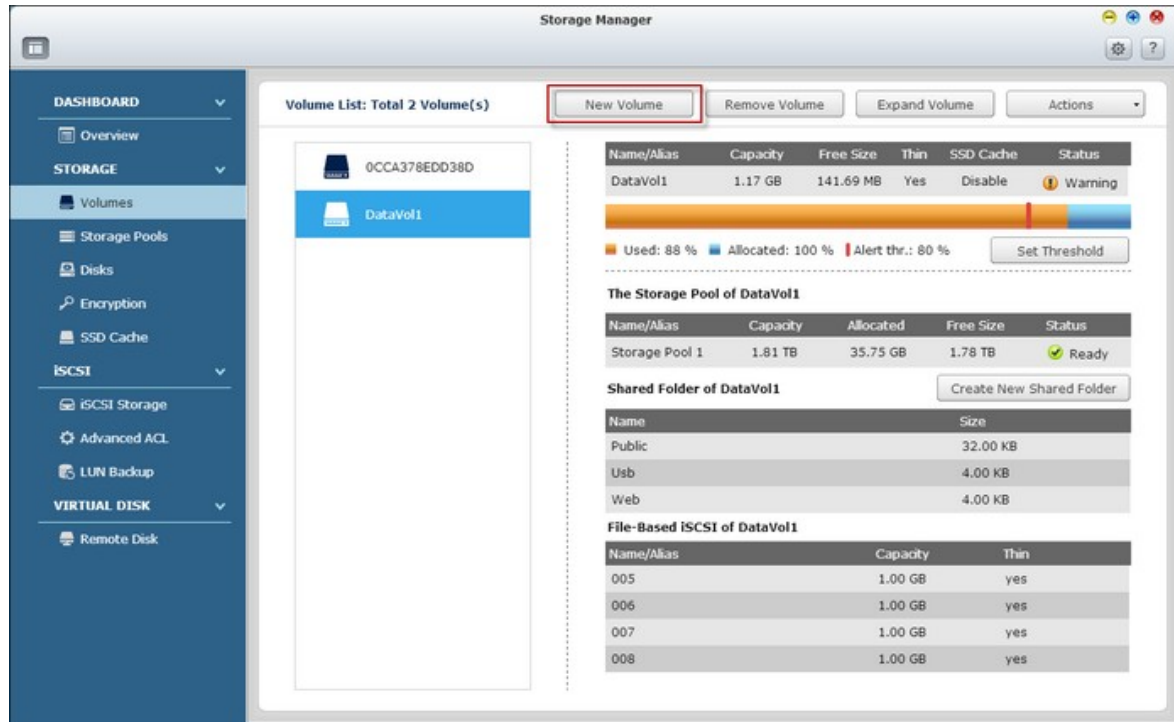 Storage Manager
?
DASHBOARD
Overview
STORAGE
Volumes
Storage Pools
Disks
Encryption
SSD Cache
iSCSI
iSCSI Storage
Advanced ACL
LUN Backup
VIRTUAL DISK
Remote Disk
Volume List: Total 2 Volume(s) New Volume Remove Volume Expand Volume Actions
0CCA378EDD38D
DataVol1
Name/Alias Capacity Free Size Thin SSD Cache Status
DataVol1 1.17 GB 141.69 MB Yes Disable Warning
Used: 88 % Allocated: 100 % Alert thr.: 80 % Set Threshold
The Storage Pool of DataVol1
Name/Alias Capacity Allocated Free Size Status
Storage Pool 1 1.81 TB 35.75 GB 1.78 TB Ready
Shared Folder of DataVol1 Create New Shared Folder
Name Size
Public 32.00 KB
Usb 4.00 KB
Web 4.00 KB
File-Based iSCSI of DataVol1
Name/Alias Capacity Thin
005 1.00 GB yes
006 1.00 GB yes
007 1.00 GB yes
008 1.00 GB yes